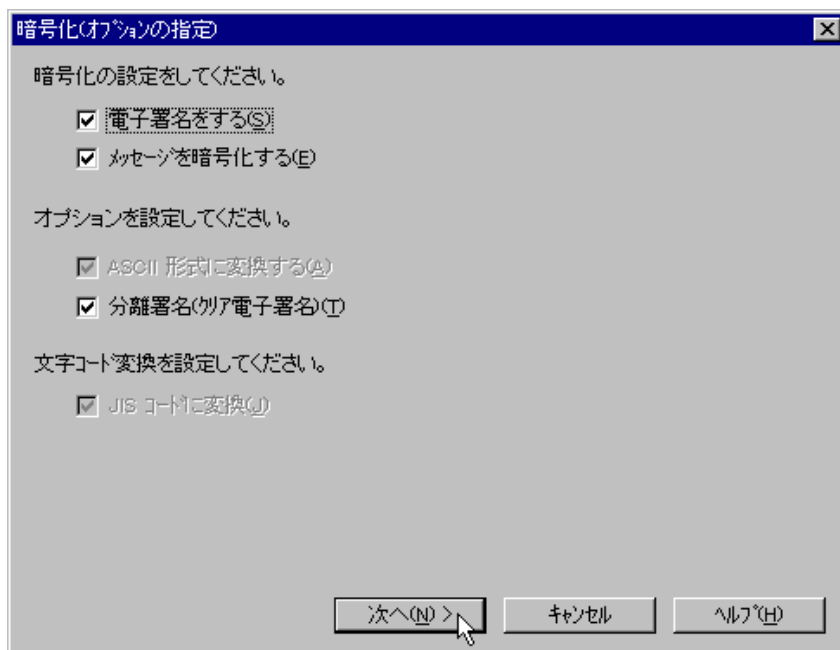 暗号化(ｵﾌﾟｼｮﾝの指定)
暗号化の設定をしてください。
電子署名をする(S)
ﾒｯｾｰｼﾞを暗号化する(E)
オプションを設定してください。
ASCII 形式に変換する(A)
分離署名(ｸﾘｱ電子署名)(T)
文字ｺｰﾄﾞ変換を設定してください。
JIS ｺｰﾄﾞに変換(J)
次へ(N) >
ｷｬﾝｾﾙ
ﾍﾙﾌﾟ(H)